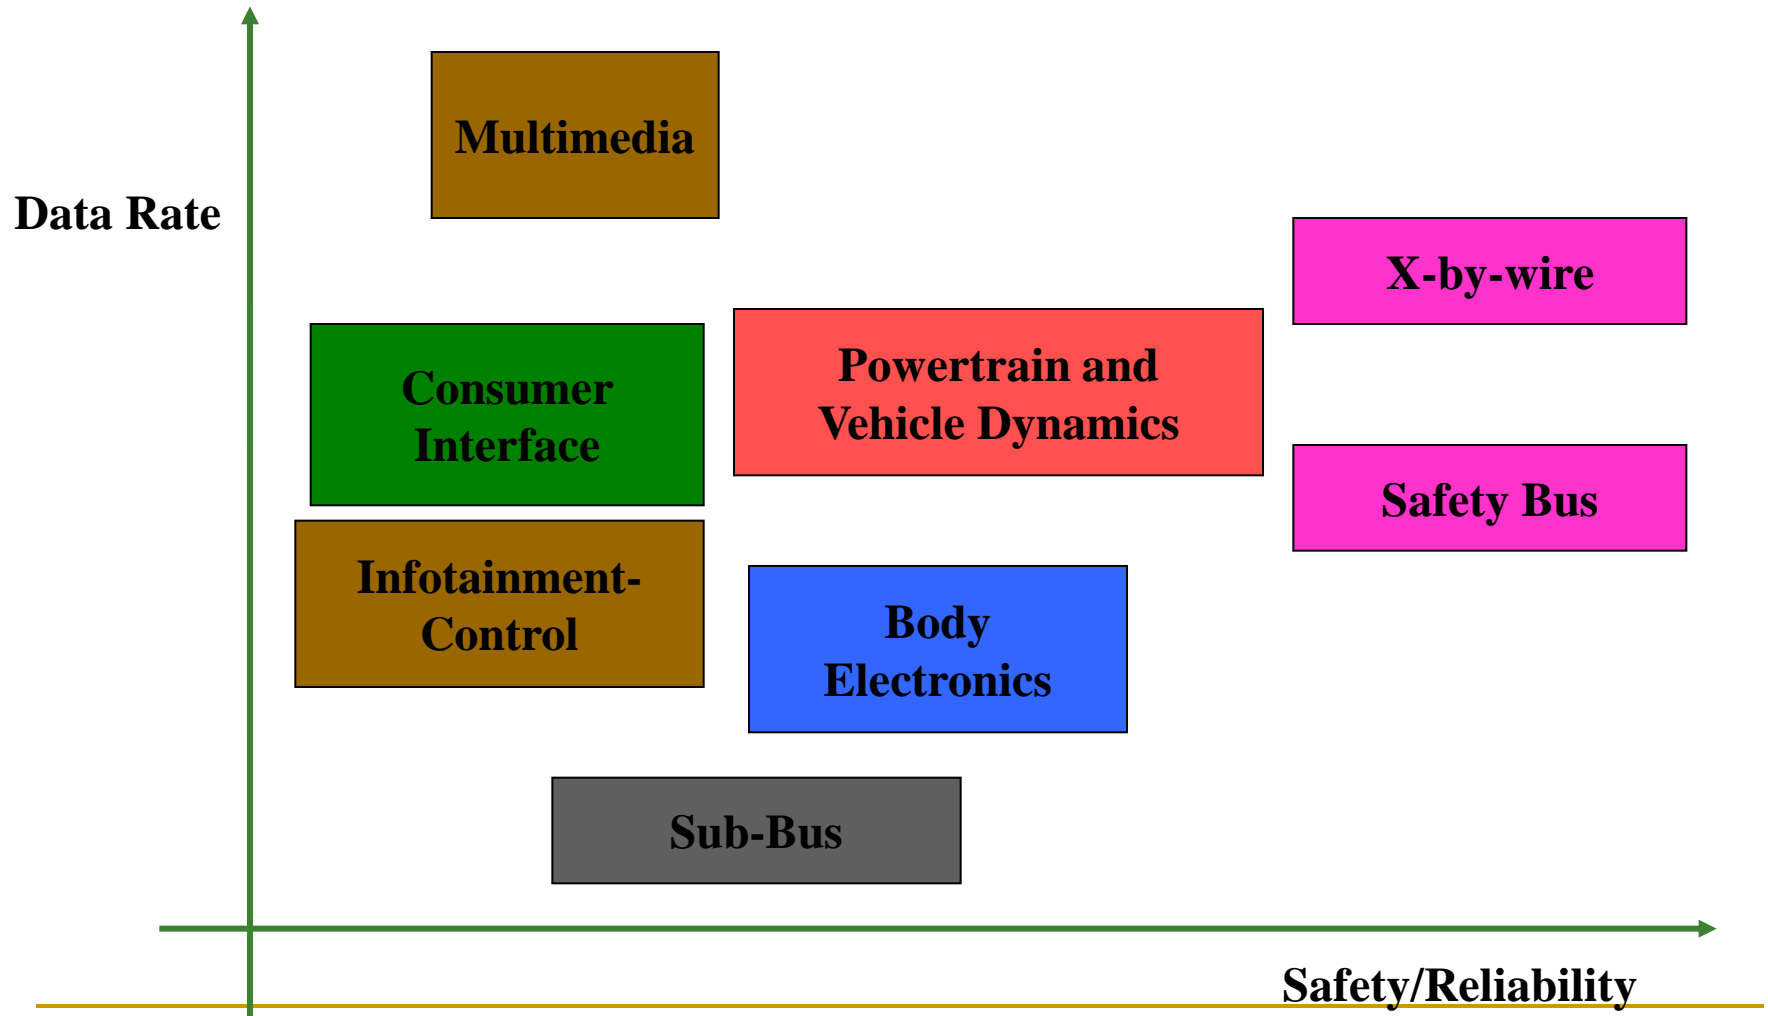 Multimedia
Data Rate
X-by-wire
Consumer
Interface
Powertrain and
Vehicle Dynamics
Safety Bus
Infotainment-
Control
Body
Electronics
Sub-Bus
Safety/Reliability